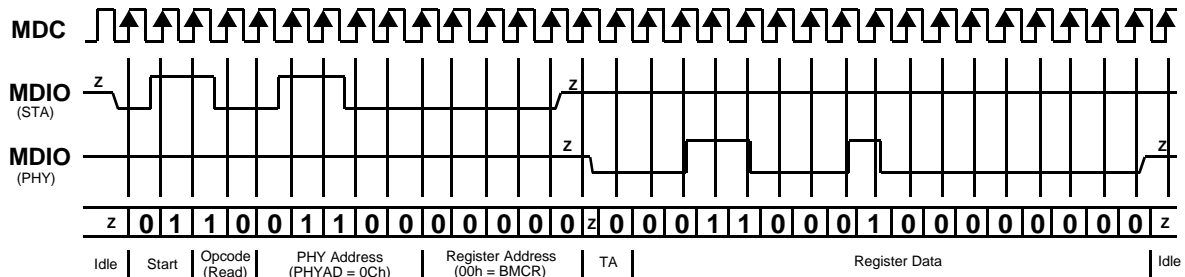 MDC
z
z
MDIO
(STA)
MDIO
(PHY)
z
z
z 0 1 1 0 0 1 1 0 0 0 0 0 0 0 z 0 0 0 1 1 0 0 0 1 0 0 0 0 0 0 0 0 z
Idle
Start
Opcode
(Read)
PHY Address
(PHYAD = 0Ch)
Register Address
(00h = BMCR)
TA
Register Data
Idle